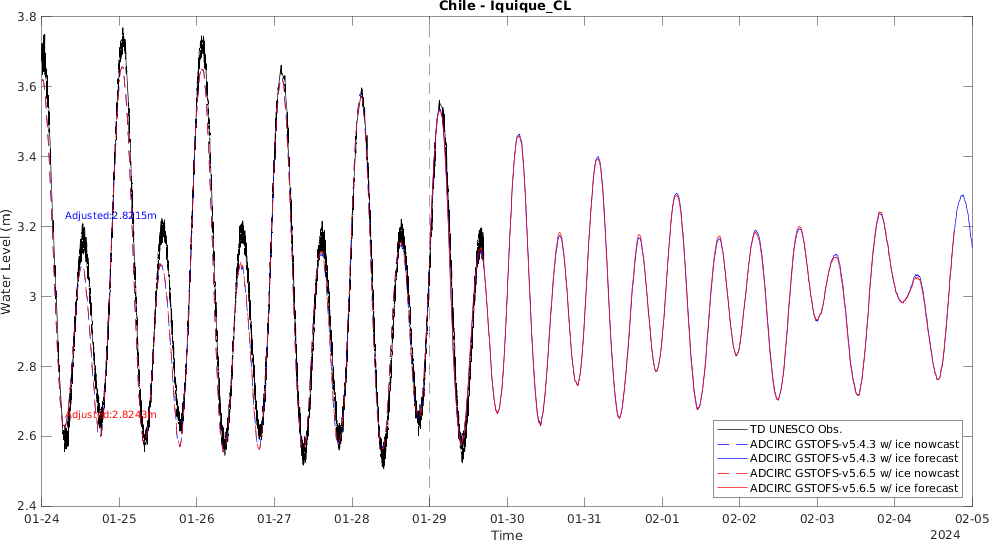 Chile - Iquique_CL
Water Level (m)
3.8
3.6
3.4
3.2
3
2.8
2.6
2.4
Adjusted:2.8215m
Adjusted:2.8243m
TD UNESCO Obs.
ADCIRC GSTOFS-v5.4.3 w/ ice nowcast
ADCIRC GSTOFS-v5.4.3 w/ ice forecast
ADCIRC GSTOFS-v5.6.5 w/ ice nowcast
ADCIRC GSTOFS-v5.6.5 w/ ice forecast
01-24 01-25 01-26 01-27 01-28 01-29 01-30 01-31 02-01 02-02 02-03 02-04 02-05
Time
2024